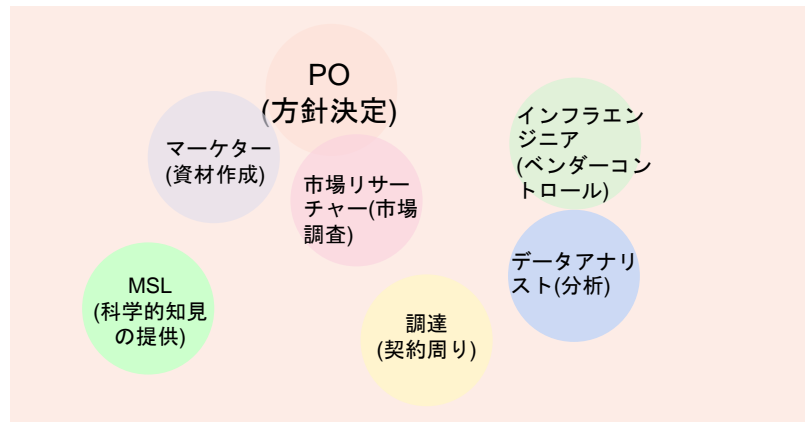 PO
(方針決定)
マーケター
(資材作成)
市場リサー
チャー(市場
調査)
インフラエン
ジニア
(ベンダーコン
トロール)
データアナリ
スト(分析)
MSL
(科学的知見
の提供)
調達
(契約周り)